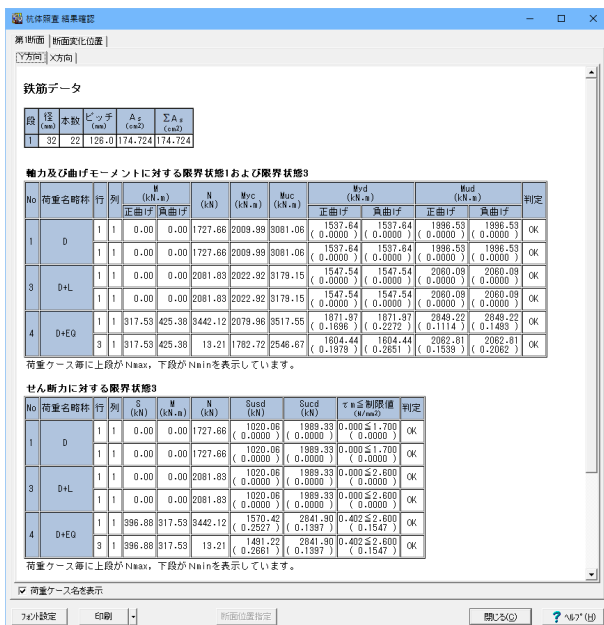 杭体照査 結果確認
第1断面 断面変化位置
Y方向 X方向
鉄筋データ
段 径(mm) 本数 ピッチ(mm) As(cm2) ΣAs(cm2)
1 32 22 126.0 174.724 174.724
軸力及び曲げモーメントに対する限界状態1および限界状態3
No 荷重名略称 行 列 M(kN.m) N(kN) Myc(kN.m) Muc(kN.m) Myd(kN.m) Mud(kN.m) 判定
正曲げ 負曲げ 正曲げ 負曲げ 正曲げ 負曲げ
1 D 1 1 0.00 0.00 1727.66 2009.99 3081.06 1537.64 ( 0.0000 ) 1537.64 ( 0.0000 ) 1996.53 ( 0.0000 ) 1996.53 ( 0.0000 ) OK
1 1 0.00 0.00 1727.66 2009.99 3081.06 1537.64 ( 0.0000 ) 1537.64 ( 0.0000 ) 1996.53 ( 0.0000 ) 1996.53 ( 0.0000 ) OK
3 D+L 1 1 0.00 0.00 2081.83 2022.92 3179.15 1547.54 ( 0.0000 ) 1547.54 ( 0.0000 ) 2060.09 ( 0.0000 ) 2060.09 ( 0.0000 ) OK
1 1 0.00 0.00 2081.83 2022.92 3179.15 1547.54 ( 0.0000 ) 1547.54 ( 0.0000 ) 2060.09 ( 0.0000 ) 2060.09 ( 0.0000 ) OK
4 D+EQ 1 1 317.53 425.38 3442.12 2079.96 3517.55 1871.97 ( 0.1696 ) 1871.97 ( 0.2272 ) 2849.22 ( 0.1114 ) 2849.22 ( 0.1493 ) OK
3 1 317.53 425.38 13.21 1782.72 2546.67 1604.44 ( 0.1979 ) 1604.44 ( 0.2651 ) 2062.81 ( 0.1539 ) 2062.81 ( 0.2062 ) OK
荷重ケース毎に上段がNmax, 下段がNminを表示しています。
せん断力に対する限界状態3
No 荷重名略称 行 列 S(kN) M(kN.m) N(kN) Susd(kN) Sucd(kN) τm≦制限値(N/mm2) 判定
1 D 1 1 0.00 0.00 1727.66 1020.06 ( 0.0000 ) 1989.33 ( 0.0000 ) 0.000≦1.700 ( 0.0000 ) OK
1 1 0.00 0.00 1727.66 1020.06 ( 0.0000 ) 1989.33 ( 0.0000 ) 0.000≦1.700 ( 0.0000 ) OK
3 D+L 1 1 0.00 0.00 2081.83 1020.06 ( 0.0000 ) 1989.33 ( 0.0000 ) 0.000≦2.600 ( 0.0000 ) OK
1 1 0.00 0.00 2081.83 1020.06 ( 0.0000 ) 1989.33 ( 0.0000 ) 0.000≦2.600 ( 0.0000 ) OK
4 D+EQ 1 1 396.88 317.53 3442.12 1570.42 ( 0.2527 ) 2841.90 ( 0.1397 ) 0.402≦2.600 ( 0.1547 ) OK
3 1 396.88 317.53 13.21 1491.22 ( 0.2661 ) 2841.90 ( 0.1397 ) 0.402≦2.600 ( 0.1547 ) OK
荷重ケース毎に上段がNmax, 下段がNminを表示しています。
荷重ケース名を表示
フォント設定 印刷 断面位置指定 閉じる(C) ? ヘルプ(H)